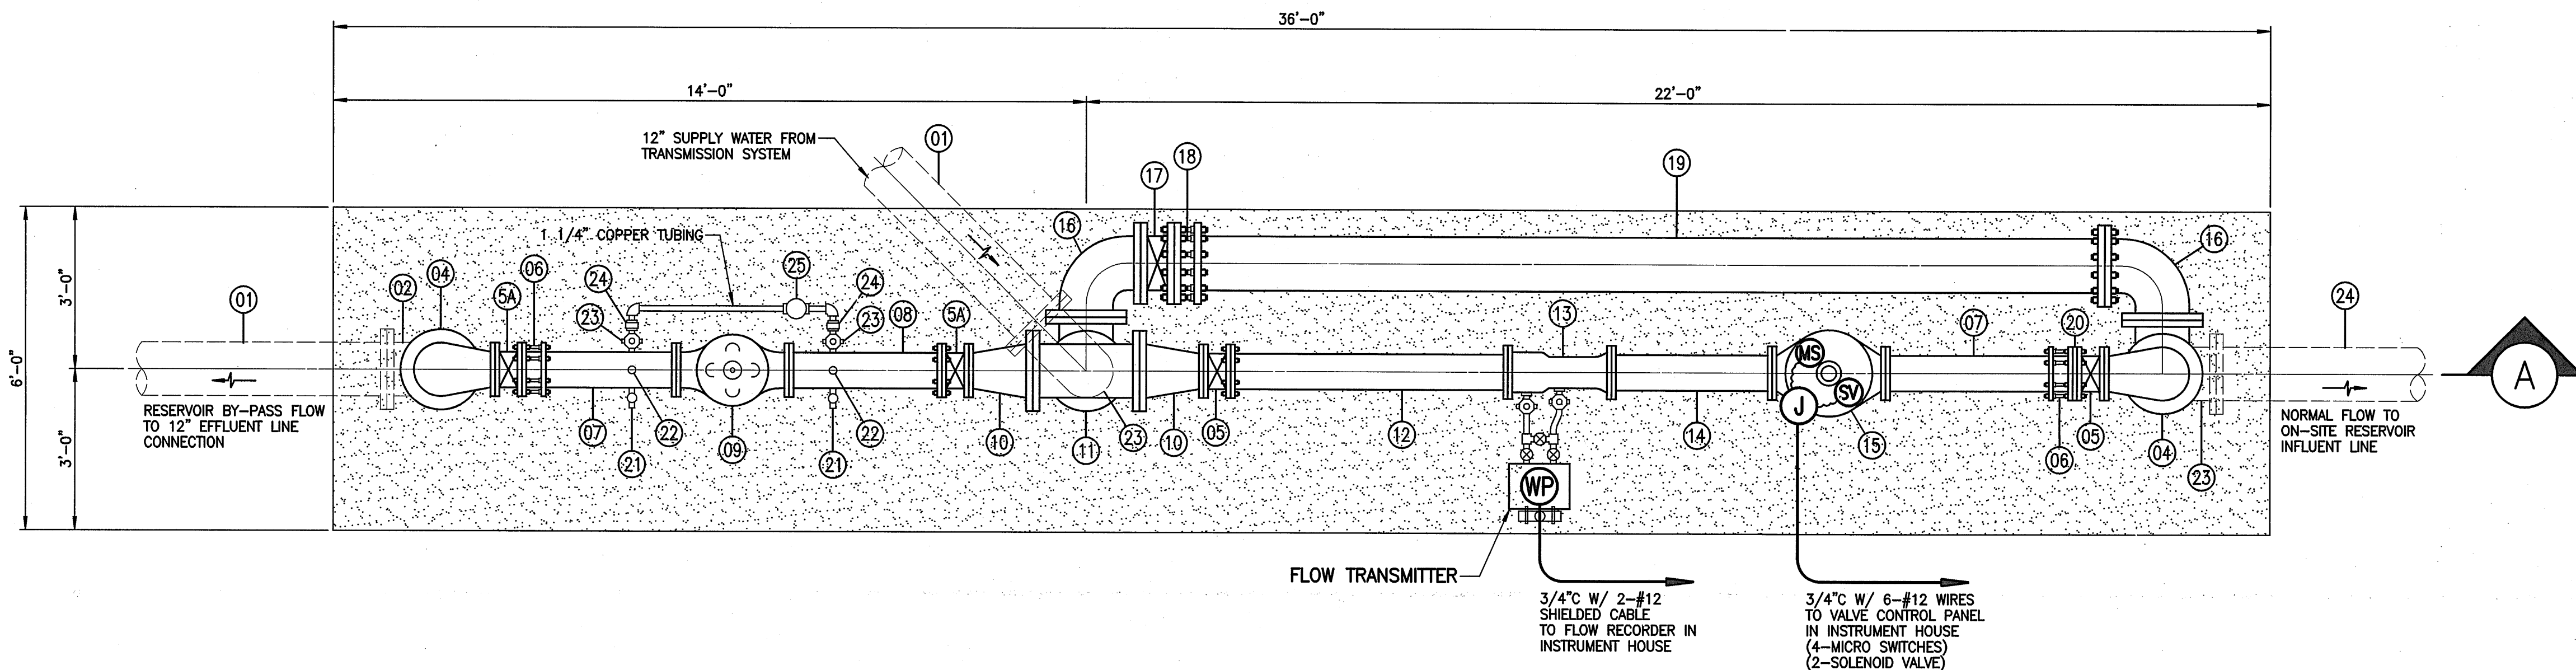 36'-0"
14'-0"
22'-0"
12" SUPPLY WATER FROM
TRANSMISSION SYSTEM
01
17
18
19
1 1/4" COPPER TUBING
16
16
6'-0"
3'-0"
3'-0"
01
02
04
5A
06
24
23
25
24
23
08
5A
13
07
20
24
A
RESERVOIR BY-PASS FLOW
TO 12" EFFLUENT LINE
CONNECTION
07
21
22
09
21
22
10
11
23
10
05
12
14
MS
SV
J
15
06
05
04
23
NORMAL FLOW TO
ON-SITE RESERVOIR
INFLUENT LINE
WP
FLOW TRANSMITTER
3/4"C W/ 2-#12
SHIELDED CABLE
TO FLOW RECORDER IN
INSTRUMENT HOUSE
3/4"C W/ 6-#12 WIRES
TO VALVE CONTROL PANEL
IN INSTRUMENT HOUSE
(4-MICRO SWITCHES)
(2-SOLENOID VALVE)